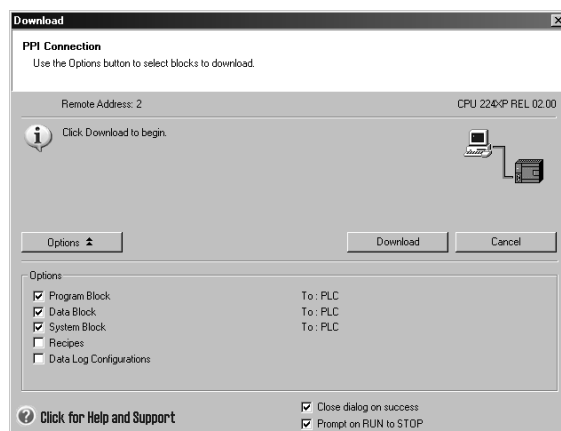 Download
PPI Connection
Use the Options button to select blocks to download.
Remote Address: 2
CPU 224XP REL 02.00
Click Download to begin.
Options
Download
Cancel
Options
Program Block To : PLC
Data Block To : PLC
System Block To : PLC
Recipes
Data Log Configurations
Click for Help and Support
Close dialog on success
Prompt on RUN to STOP